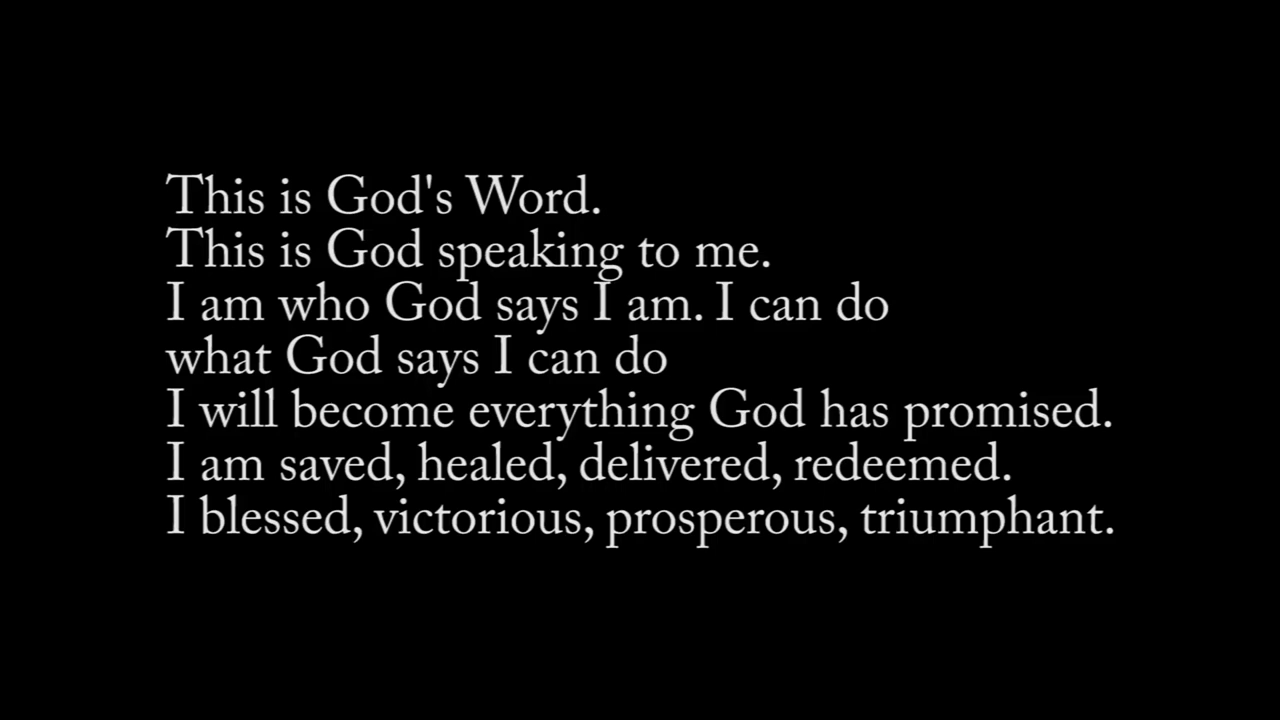 This is God's Word.
This is God speaking to me.
I am who God says I am. I can do
what God says I can do
I will become everything God has promised.
I am saved, healed, delivered, redeemed.
I blessed, victorious, prosperous, triumphant.